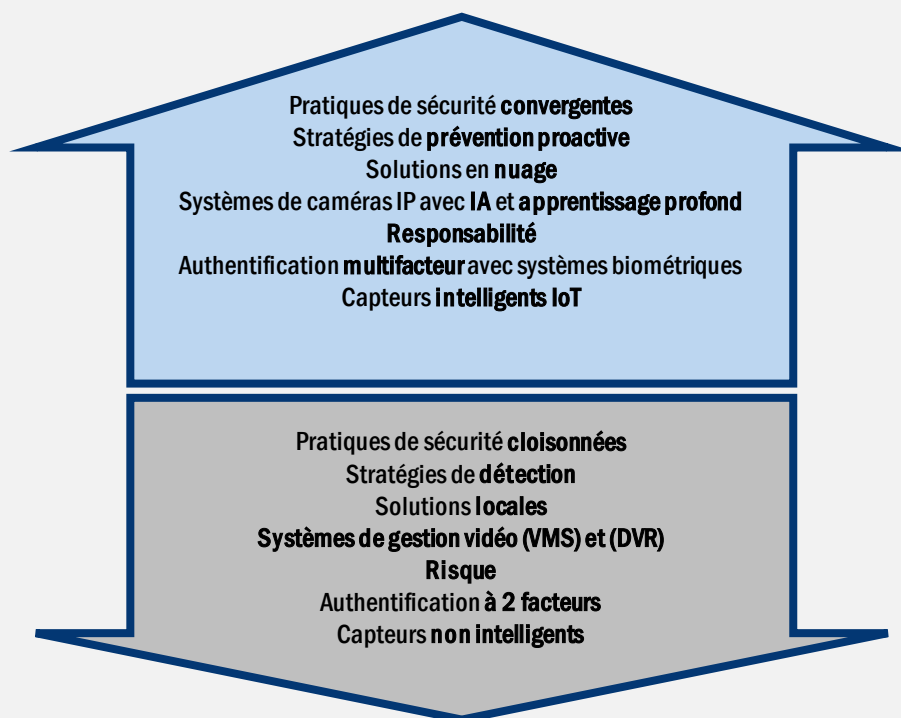 Pratiques de sécurité convergentes
Stratégies de prévention proactive
Solutions en nuage
Systèmes de caméras IP avec IA et apprentissage profond
Responsabilité
Authentification multifacteur avec systèmes biométriques
Capteurs intelligents IoT
Pratiques de sécurité cloisonnées
Stratégies de détection
Solutions locales
Systèmes de gestion vidéo (VMS) et (DVR)
Risque
Authentification à 2 facteurs
Capteurs non intelligents